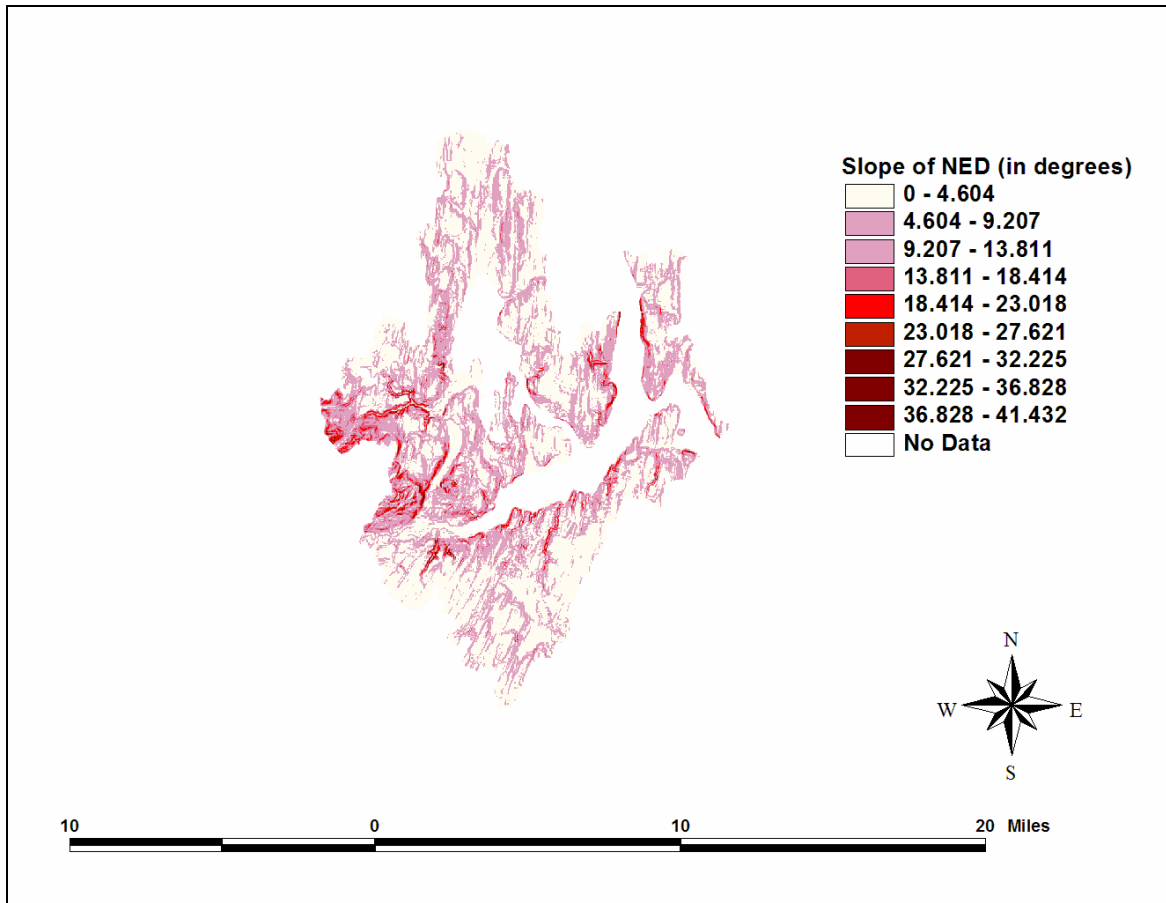 Slope of NED (in degrees)
0 - 4.604
4.604 - 9.207
9.207 - 13.811
13.811 - 18.414
18.414 - 23.018
23.018 - 27.621
27.621 - 32.225
32.225 - 36.828
36.828 - 41.432
No Data
N
W E
S
10 0 10 20 Miles